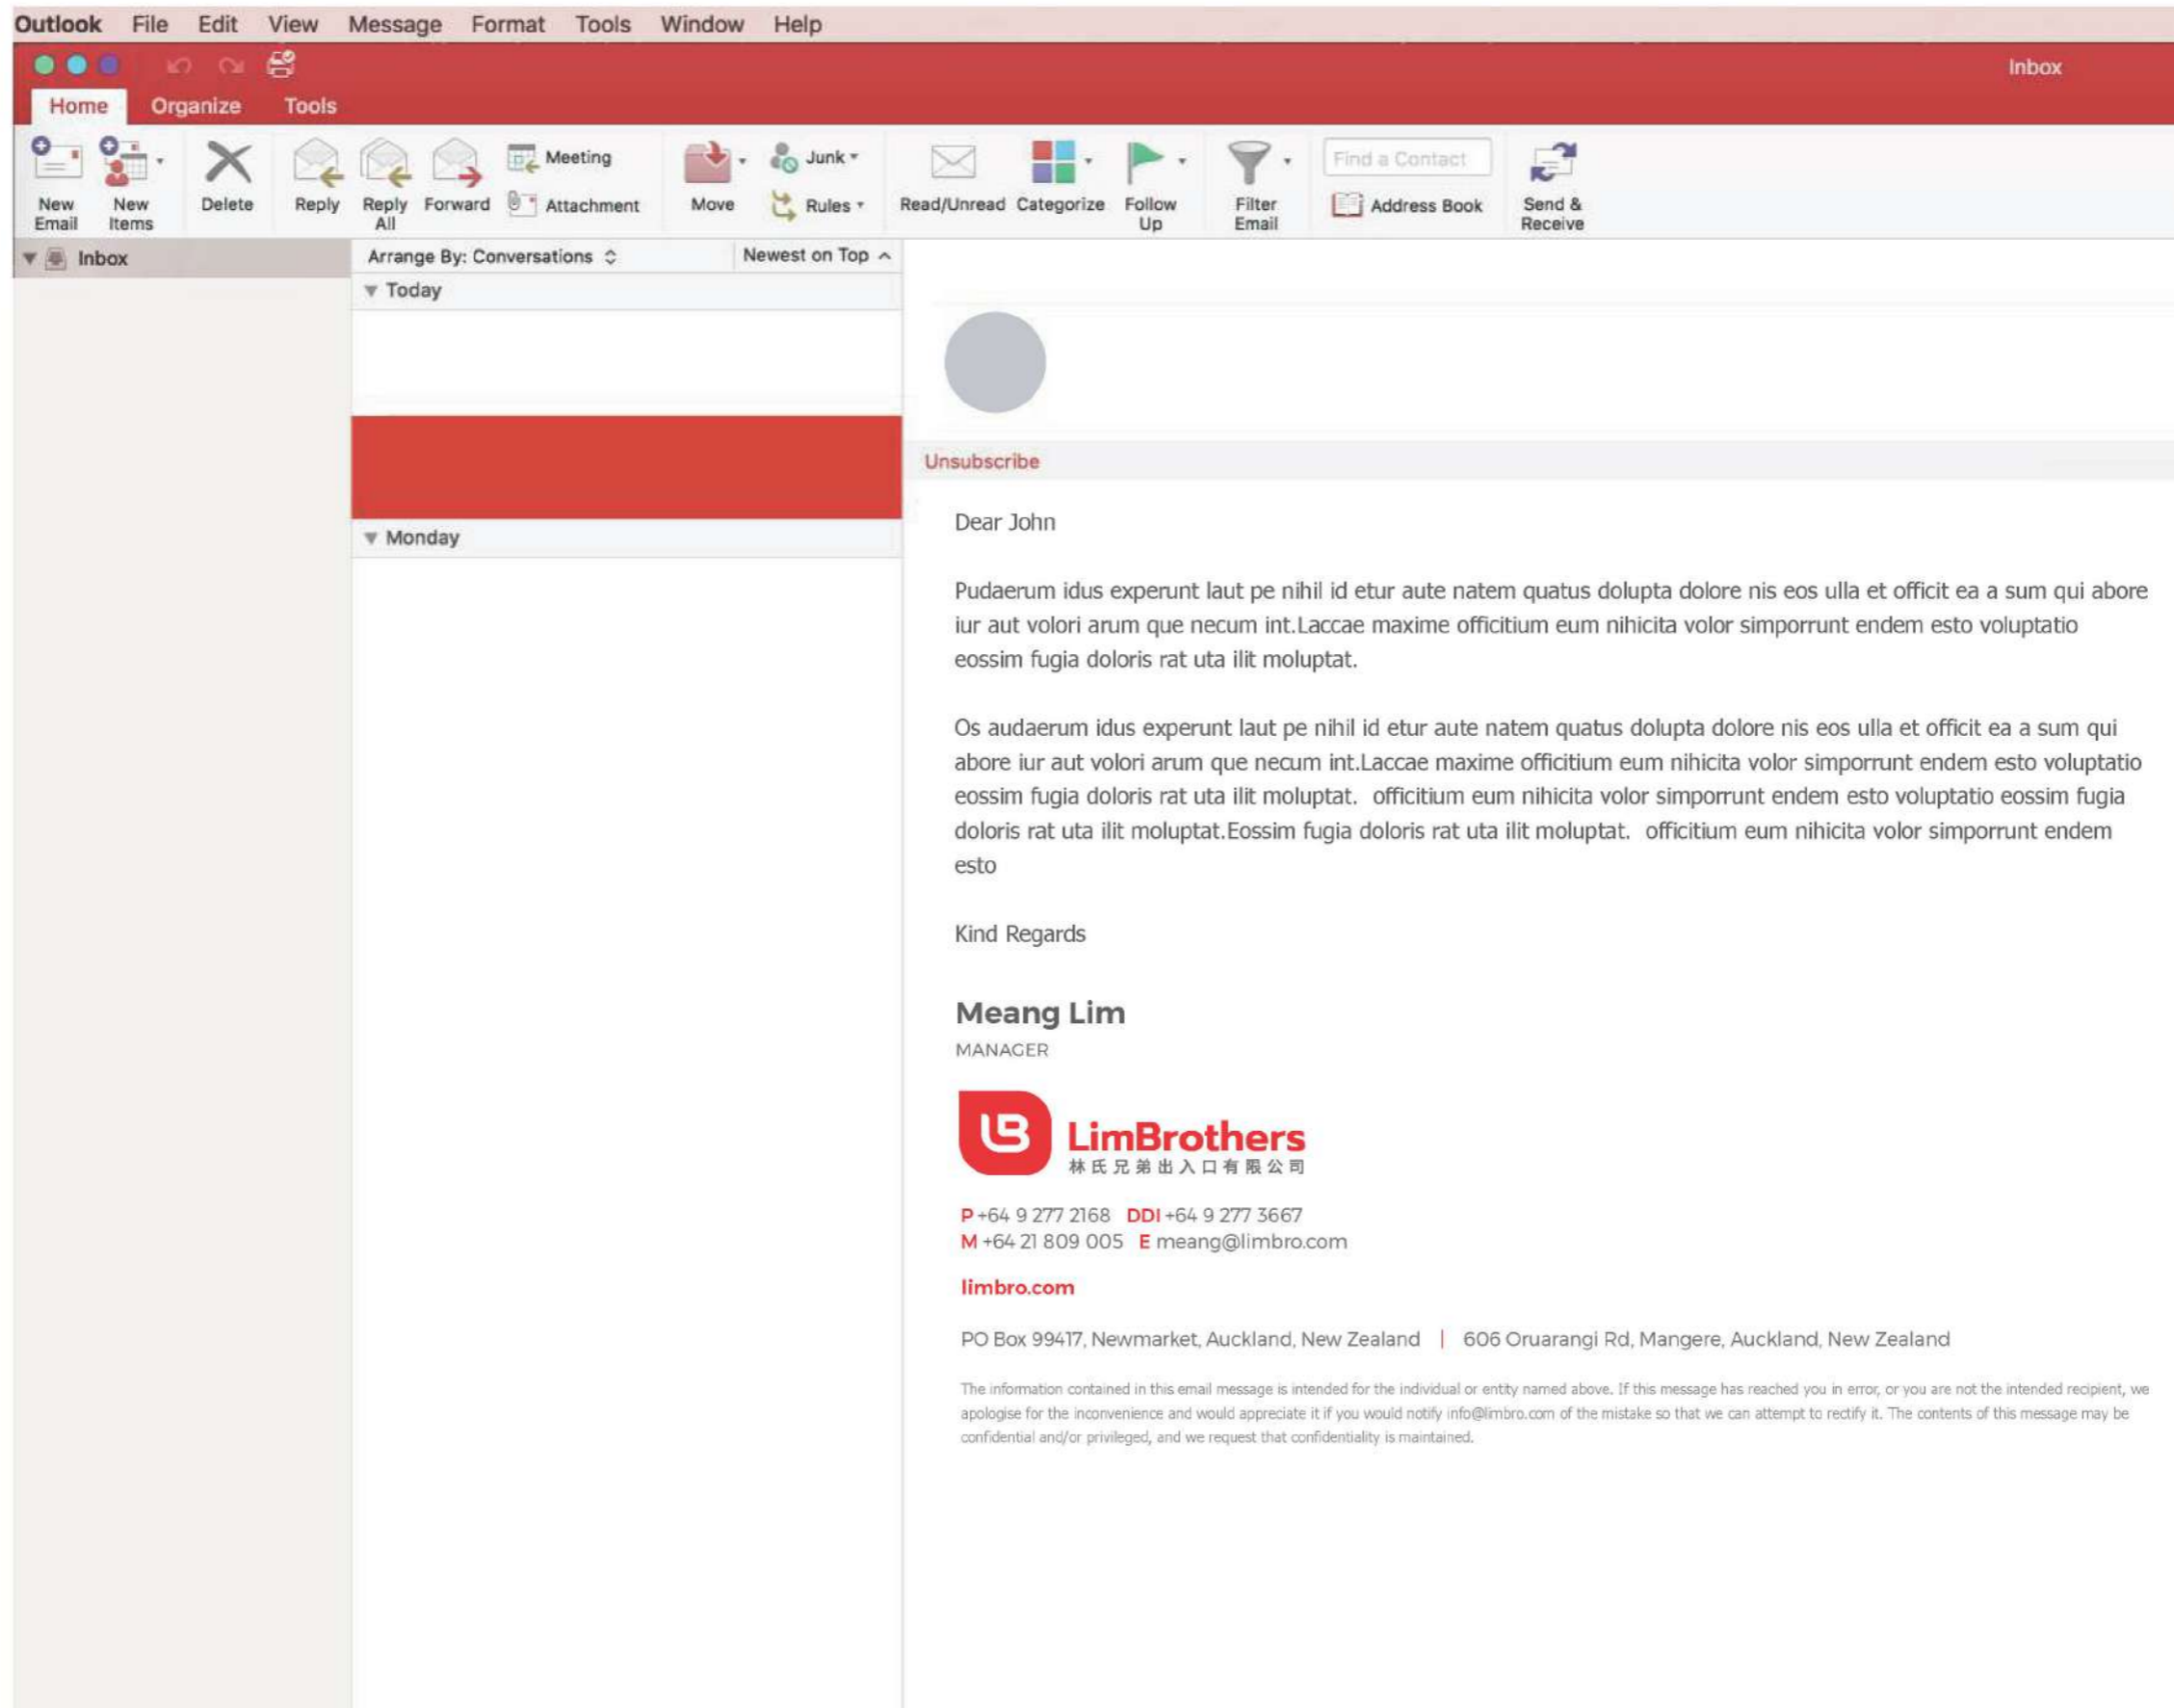 Outlook File Edit View Message Format Tools Window Help
Inbox
Home Organize Tools
New Email
New Items
Delete
Reply
Reply All
Forward
Meeting
Attachment
Move
Junk
Rules
Read/Unread
Categorize
Follow Up
Filter Email
Find a Contact
Address Book
Send & Receive
Inbox
Arrange By: Conversations Newest on Top
Today
Monday
Unsubscribe
Dear John
Pudaerum idus experunt laut pe nihil id etur aute natem quatus dolupta dolore nis eos ulla et officit ea a sum qui abore
iur aut volori arum que necum int.Laccae maxime officitium eum nihicita volor simporrunt endem esto voluptatio
eossim fugia doloris rat uta ilit moluptat.
Os audaerum idus experunt laut pe nihil id etur aute natem quatus dolupta dolore nis eos ulla et officit ea a sum qui
abore iur aut volori arum que necum int.Laccae maxime officitium eum nihicita volor simporrunt endem esto voluptatio
eossim fugia doloris rat uta ilit moluptat. officitium eum nihicita volor simporrunt endem esto voluptatio eossim fugia
doloris rat uta ilit moluptat.Eossim fugia doloris rat uta ilit moluptat. officitium eum nihicita volor simporrunt endem
esto
Kind Regards
Meang Lim
MANAGER
LB
LimBrothers
林氏兄弟出入口有限公司
P +64 9 277 2168 DDI +64 9 277 3667
M +64 21 809 005 E meang@limbro.com
limbro.com
PO Box 99417, Newmarket, Auckland, New Zealand | 606 Oruarangi Rd, Mangere, Auckland, New Zealand
The information contained in this email message is intended for the individual or entity named above. If this message has reached you in error, or you are not the intended recipient, we
apologise for the inconvenience and would appreciate it if you would notify info@limbro.com of the mistake so that we can attempt to rectify it. The contents of this message may be
confidential and/or privileged, and we request that confidentiality is maintained.